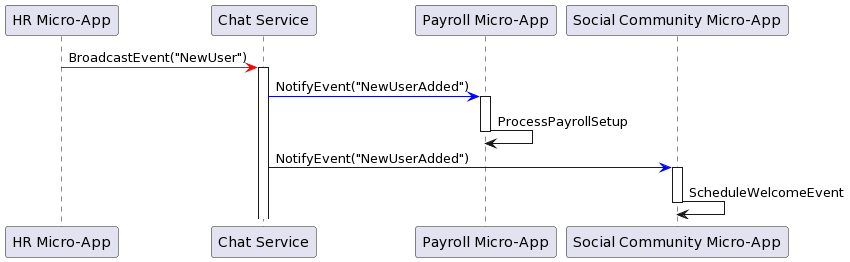 HR Micro-App
Chat Service
Payroll Micro-App
Social Community Micro-App
BroadcastEvent("NewUser")
NotifyEvent("NewUserAdded")
ProcessPayrollSetup
NotifyEvent("NewUserAdded")
ScheduleWelcomeEvent
HR Micro-App
Chat Service
Payroll Micro-App
Social Community Micro-App